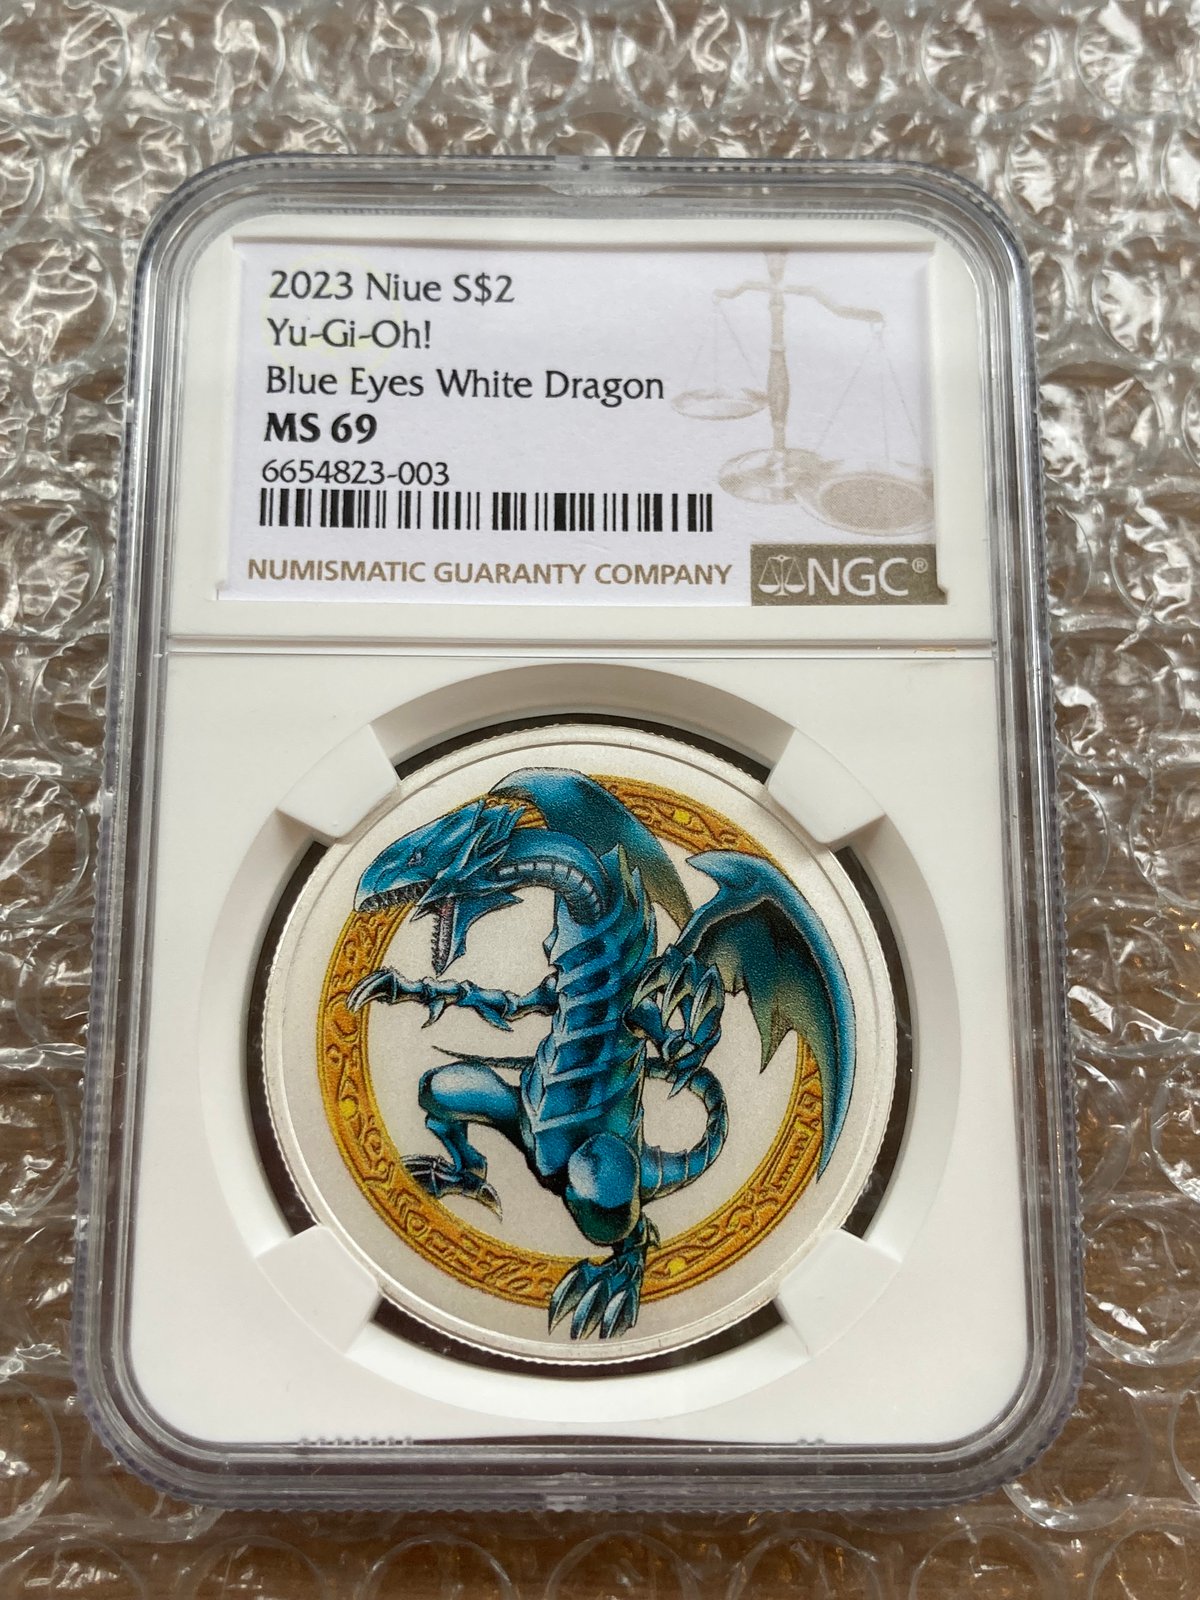 2023 Niue S$2
Yu-Gi-Oh!
Blue Eyes White Dragon
MS 69
6654823-003
NUMISMATIC GUARANTY COMPANY
NGC®